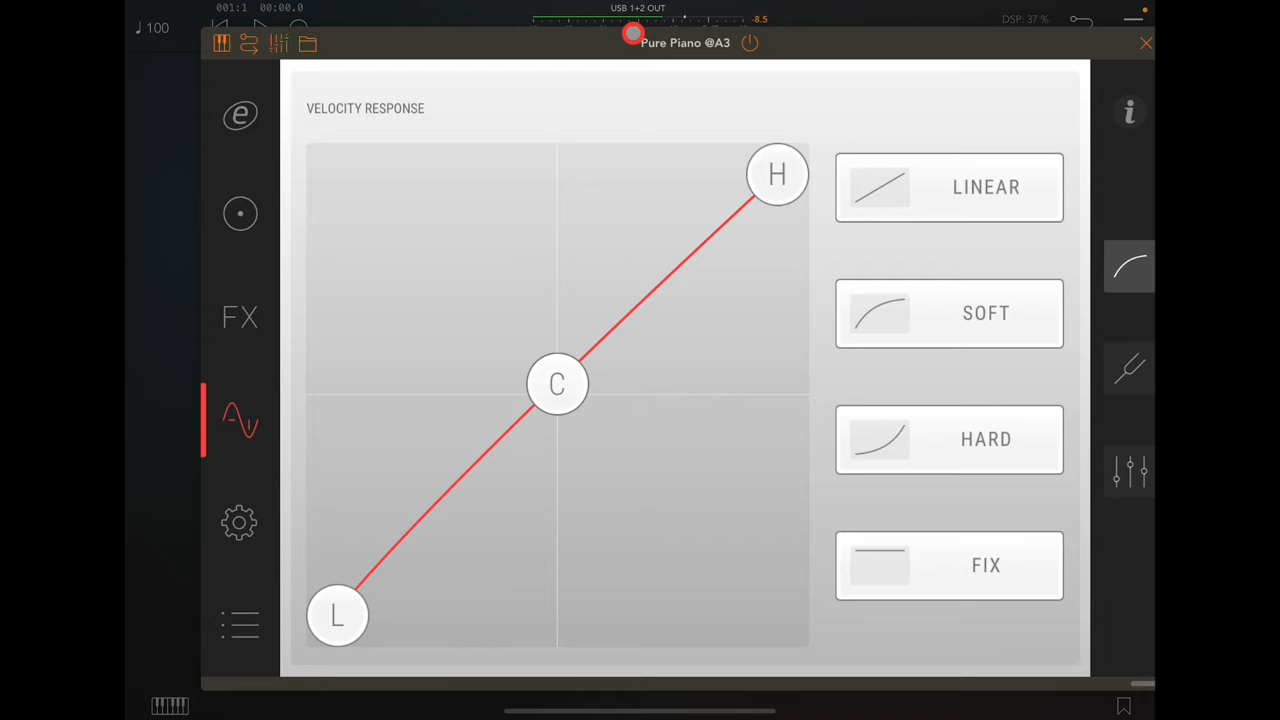 USB 1+2 OUT
001:1 00:00.0
-8.5
DSP: 37 %
100
Pure Piano @A3
VELOCITY RESPONSE
H
LINEAR
FX
SOFT
C
HARD
FIX
L